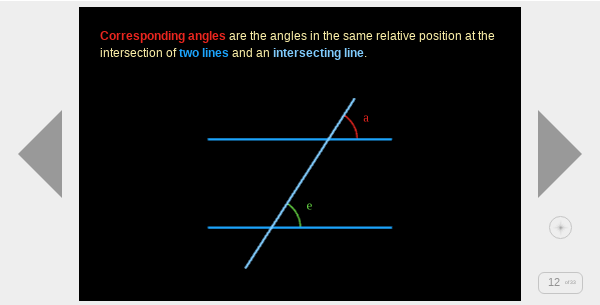 Corresponding angles are the angles in the same relative position at the
intersection of two lines and an intersecting line.
a
e
12